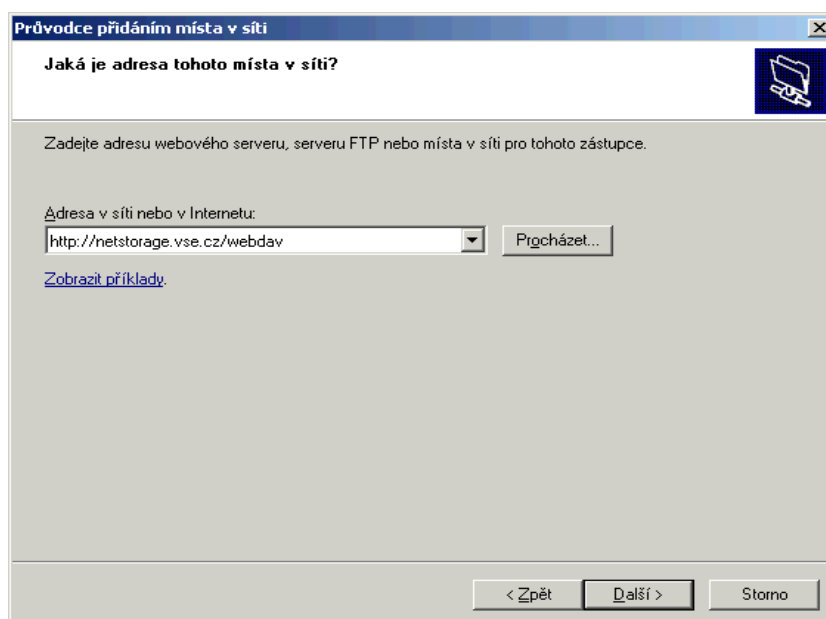 Průvodce přidáním místa v síti
Jaká je adresa tohoto místa v síti?
Zadejte adresu webového serveru, serveru FTP nebo místa v síti pro tohoto zástupce.
Adresa v síti nebo v Internetu:
http://netstorage.vse.cz/webdav Procházet...
Zobrazit příklady.
< Zpět Další > Storno